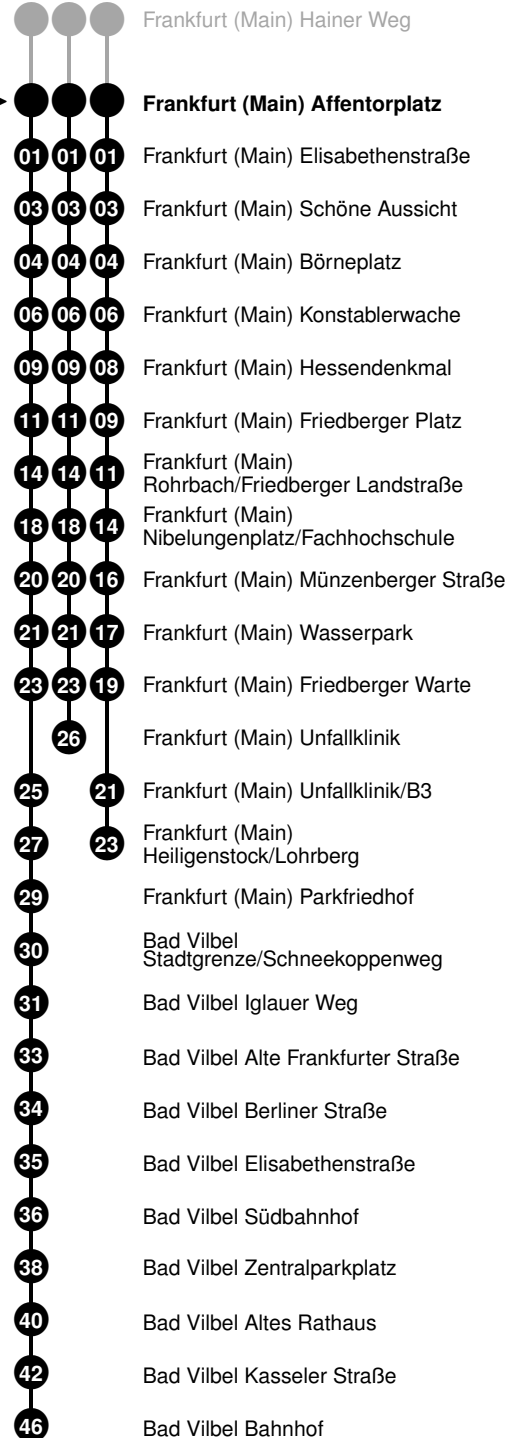 Frankfurt (Main) Hainer Weg
Frankfurt (Main) Affentorplatz
01 01 01 Frankfurt (Main) Elisabethenstraße
03 03 03 Frankfurt (Main) Schöne Aussicht
04 04 04 Frankfurt (Main) Börneplatz
06 06 06 Frankfurt (Main) Konstablerwache
09 09 08 Frankfurt (Main) Hessendenkmal
11 11 09 Frankfurt (Main) Friedberger Platz
14 14 11 Frankfurt (Main)
Rohrbach/Friedberger Landstraße
18 18 14 Frankfurt (Main)
Nibelungenplatz/Fachhochschule
20 20 16 Frankfurt (Main) Münzenberger Straße
21 21 17 Frankfurt (Main) Wasserpark
23 23 19 Frankfurt (Main) Friedberger Warte
26 Frankfurt (Main) Unfallklinik
25 21 Frankfurt (Main) Unfallklinik/B3
27 23 Frankfurt (Main)
Heiligenstock/Lohrberg
29 Frankfurt (Main) Parkfriedhof
30 Bad Vilbel
Stadtgrenze/Schneekoppenweg
31 Bad Vilbel Iglauer Weg
33 Bad Vilbel Alte Frankfurter Straße
34 Bad Vilbel Berliner Straße
35 Bad Vilbel Elisabethenstraße
36 Bad Vilbel Südbahnhof
38 Bad Vilbel Zentralparkplatz
40 Bad Vilbel Altes Rathaus
42 Bad Vilbel Kasseler Straße
46 Bad Vilbel Bahnhof